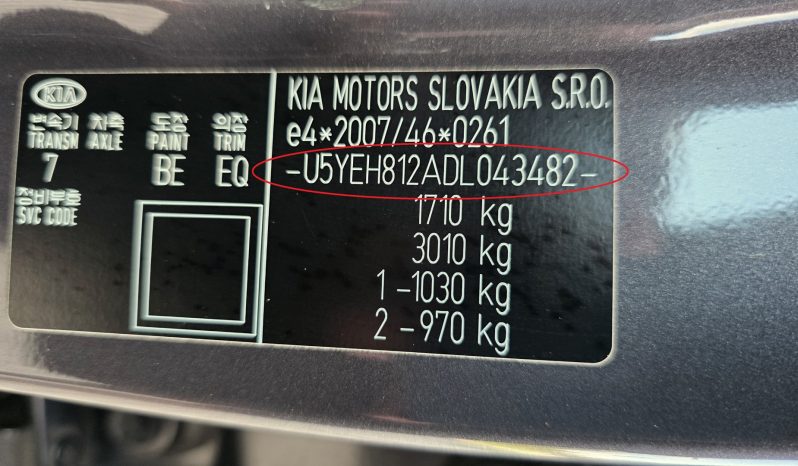 KIA
변속기 차축 도장 의장
TRANSM AXLE PAINT TRIN
7 BE EQ
정비부호
SVC CODE
KIA MOTORS SLOVAKIA S.R.O.
e4*2007/46*0261
-U5YEH812ADL043482-
1710 kg
3010 kg
1 -1030 kg
2 -970 kg